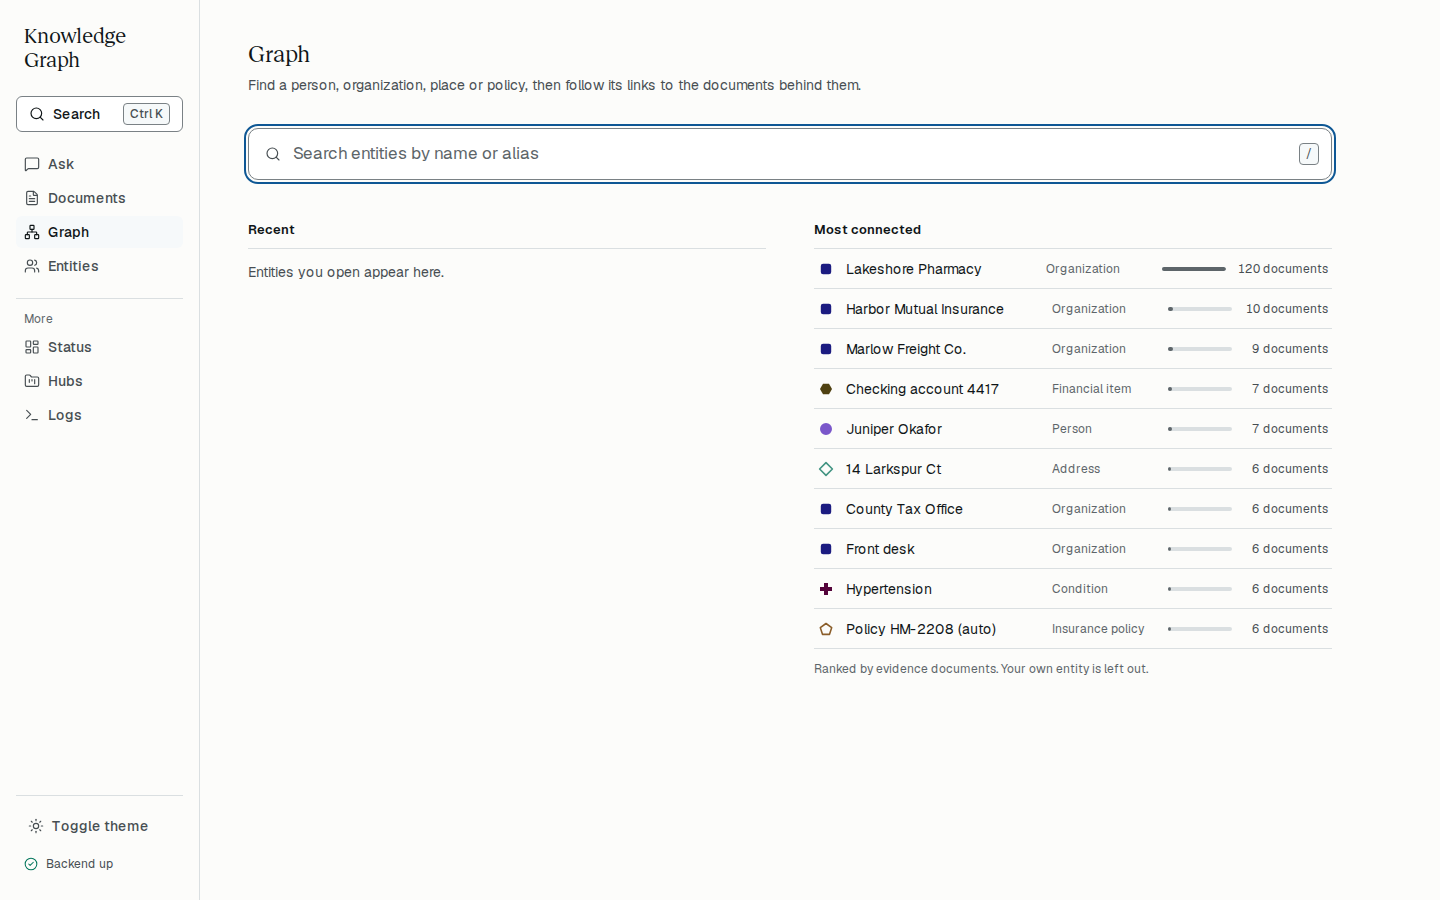 Knowledge
Graph
Search Ctrl K
Ask
Documents
Graph
Entities
More
Status
Hubs
Logs
Toggle theme
Backend up
Graph
Find a person, organization, place or policy, then follow its links to the documents behind them.
Search entities by name or alias /
Recent
Entities you open appear here.
Most connected
Lakeshore Pharmacy Organization 120 documents
Harbor Mutual Insurance Organization 10 documents
Marlow Freight Co. Organization 9 documents
Checking account 4417 Financial item 7 documents
Juniper Okafor Person 7 documents
14 Larkspur Ct Address 6 documents
County Tax Office Organization 6 documents
Front desk Organization 6 documents
Hypertension Condition 6 documents
Policy HM-2208 (auto) Insurance policy 6 documents
Ranked by evidence documents. Your own entity is left out.